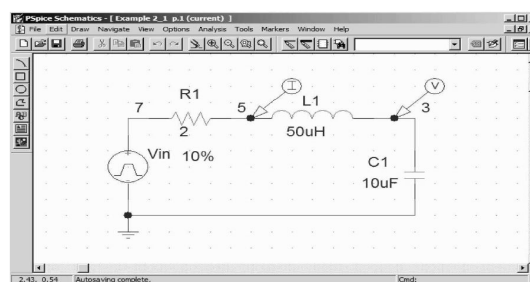 PSpice Schematics - [ Example 2_1 p.1 (current) ]
File Edit Draw Navigate View Options Analysis Tools Markers Window Help
I V
R1 L1
7 5 3
2 50uH
Vin 10% C1
10uF
2.43, 0.54 Autosaving complete. Cmd: